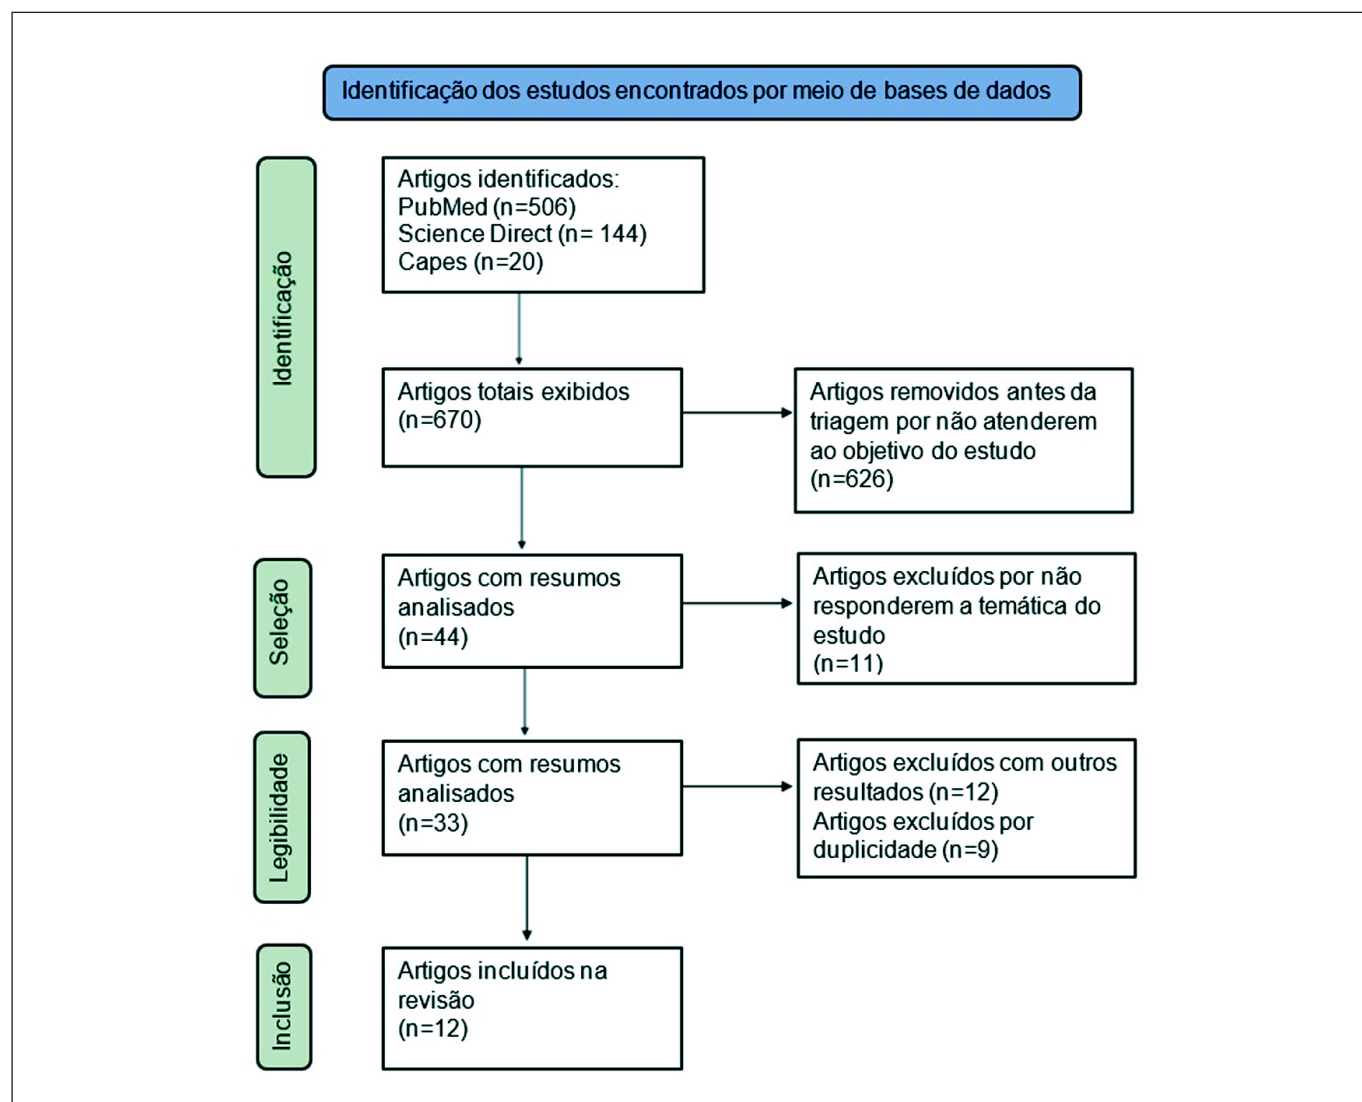 Identificação dos estudos encontrados por meio de bases de dados
Identificação
Artigos identificados:
PubMed (n=506)
Science Direct (n= 144)
Capes (n=20)
Artigos totais exibidos
(n=670)
Artigos removidos antes da
triagem por não atenderem
ao objetivo do estudo
(n=626)
Seleção
Artigos com resumos
analisados
(n=44)
Artigos excluídos por não
responderem a temática do
estudo
(n=11)
Legibilidade
Artigos com resumos
analisados
(n=33)
Artigos excluídos com outros
resultados (n=12)
Artigos excluídos por
duplicidade (n=9)
Inclusão
Artigos incluídos na
revisão
(n=12)